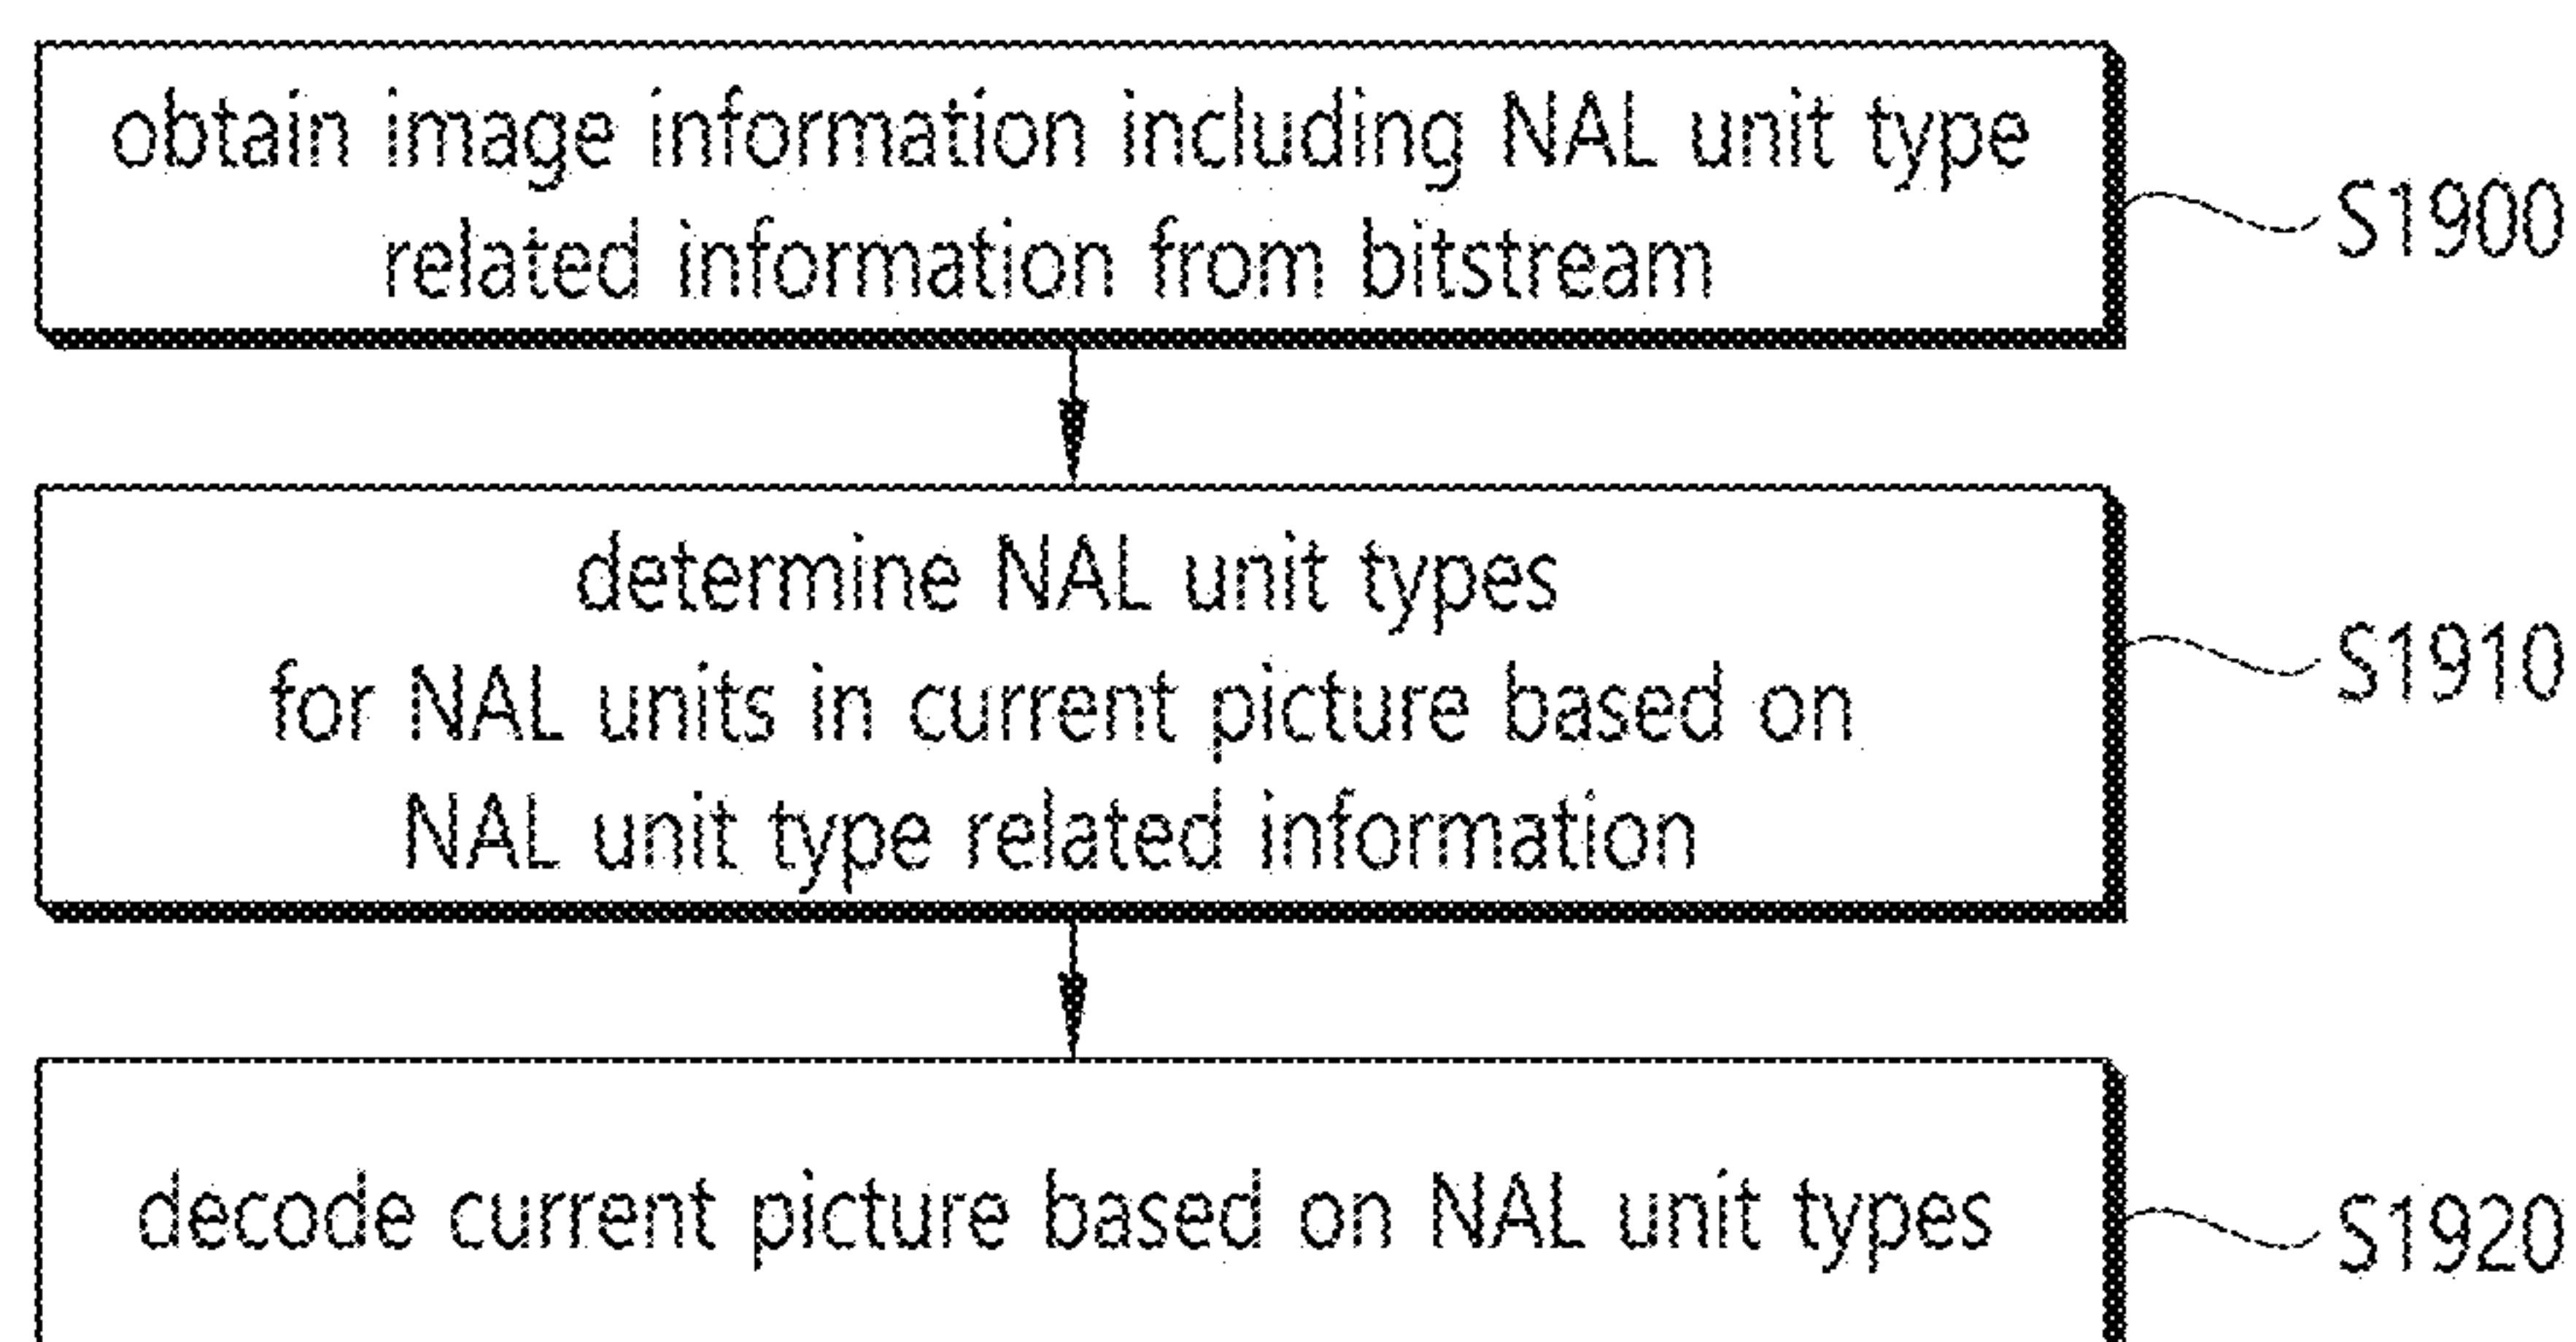 obtain image information including NAL unit type
related information from bitstream
S1900
determine NAL unit types
for NAL units in current picture based on
NAL unit type related information
S1910
decode current picture based on NAL unit types
S1920